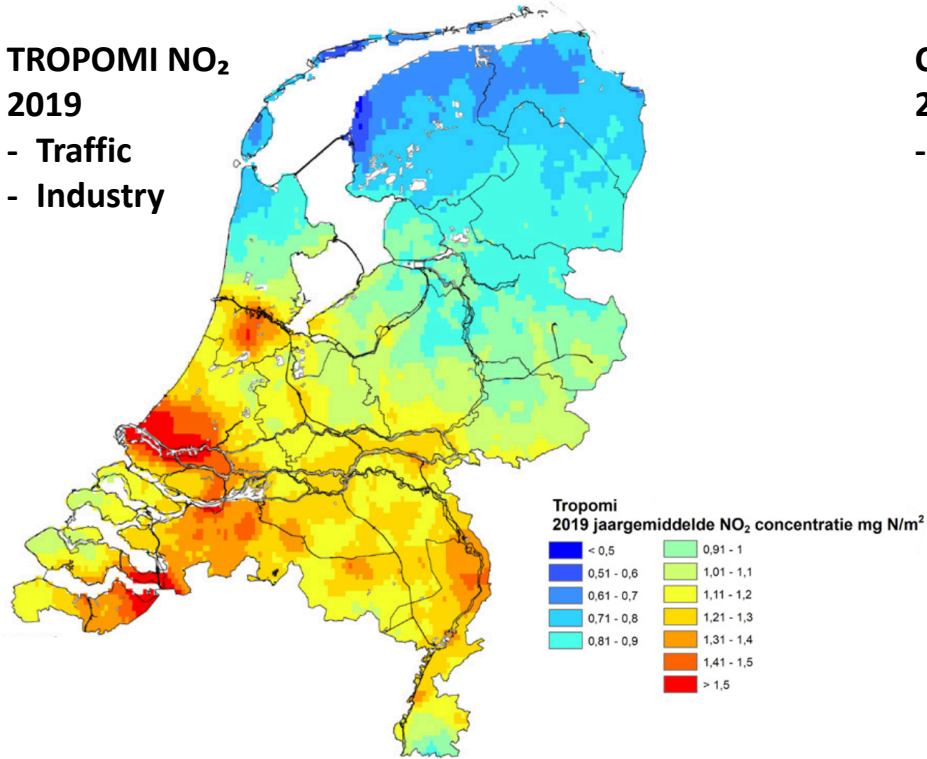 TROPOMI NO₂
2019
- Traffic
- Industry
2
-
Tropomi
2019 jaargemiddelde NO₂ concentratie mg N/m²
< 0,5
0,51 - 0,6
0,61 - 0,7
0,71 - 0,8
0,81 - 0,9
0,91 - 1
1,01 - 1,1
1,11 - 1,2
1,21 - 1,3
1,31 - 1,4
1,41 - 1,5
> 1,5